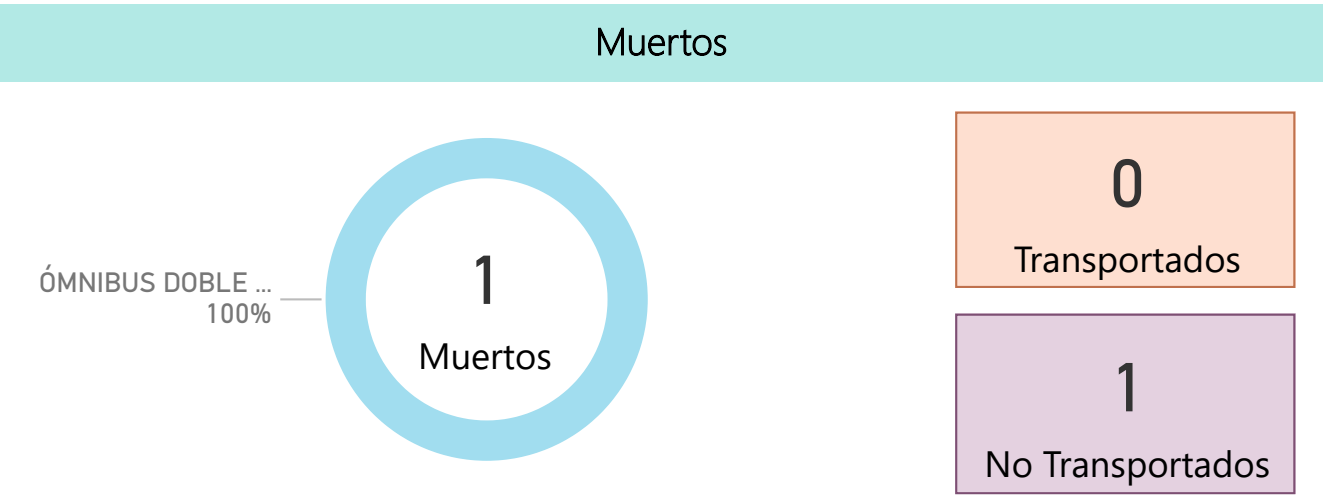 Muertos
ÓMNIBUS DOBLE ...
100%
1
Muertos
0
Transportados
1
No Transportados